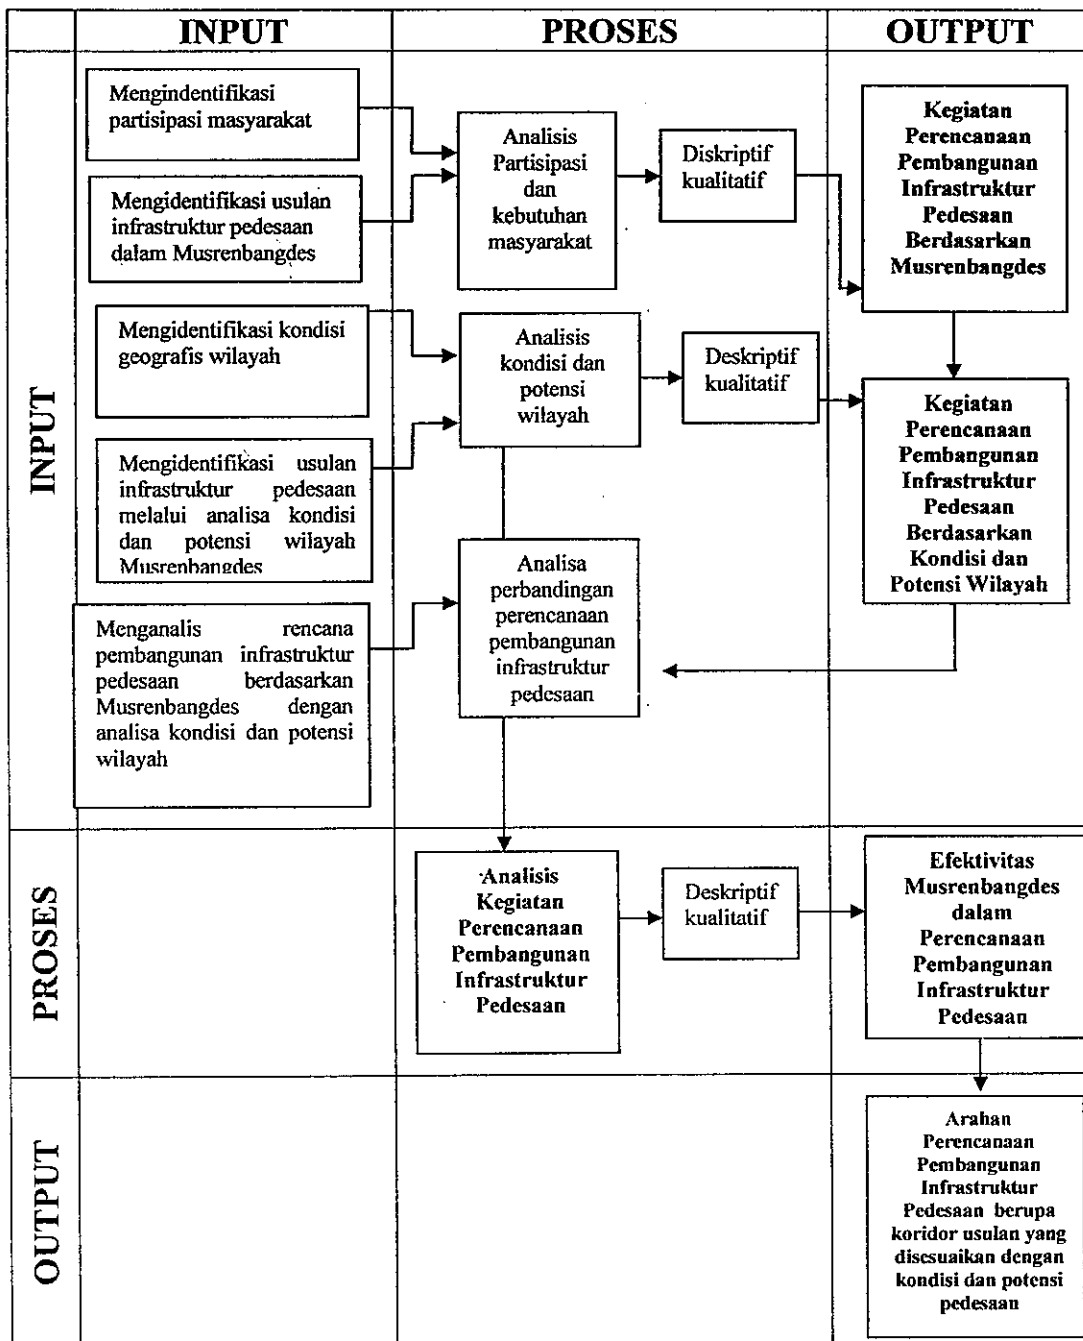 INPUT
PROSES
OUTPUT
INPUT
Mengindentifikasi
partisipasi masyarakat
Mengidentifikasi usulan
infrastruktur pedesaan
dalam Musrenbangdes
Mengidentifikasi kondisi
geografis wilayah
Mengidentifikasi usulan
infrastruktur pedesaan
melalui analisa kondisi
dan potensi wilayah
Musrenbangdes
Menganalis rencana
pembangunan infrastruktur
pedesaan berdasarkan
Musrenbangdes dengan
analisa kondisi dan potensi
wilayah
Analisis
Partisipasi
dan
kebutuhan
masyarakat
Diskriptif
kualitatif
Analisis
kondisi dan
potensi
wilayah
Deskriptif
kualitatif
Analisa
perbandingan
perencanaan
pembangunan
infrastruktur
pedesaan
Kegiatan
Perencanaan
Pembangunan
Infrastruktur
Pedesaan
Berdasarkan
Musrenbangdes
Kegiatan
Perencanaan
Pembangunan
Infrastruktur
Pedesaan
Berdasarkan
Kondisi dan
Potensi Wilayah
PROSES
Analisis
Kegiatan
Perencanaan
Pembangunan
Infrastruktur
Pedesaan
Deskriptif
kualitatif
Efektivitas
Musrenbangdes
dalam
Perencanaan
Pembangunan
Infrastruktur
Pedesaan
OUTPUT
Arahan
Perencanaan
Pembangunan
Infrastruktur
Pedesaan berupa
koridor usulan yang
disesuaikan dengan
kondisi dan potensi
pedesaan